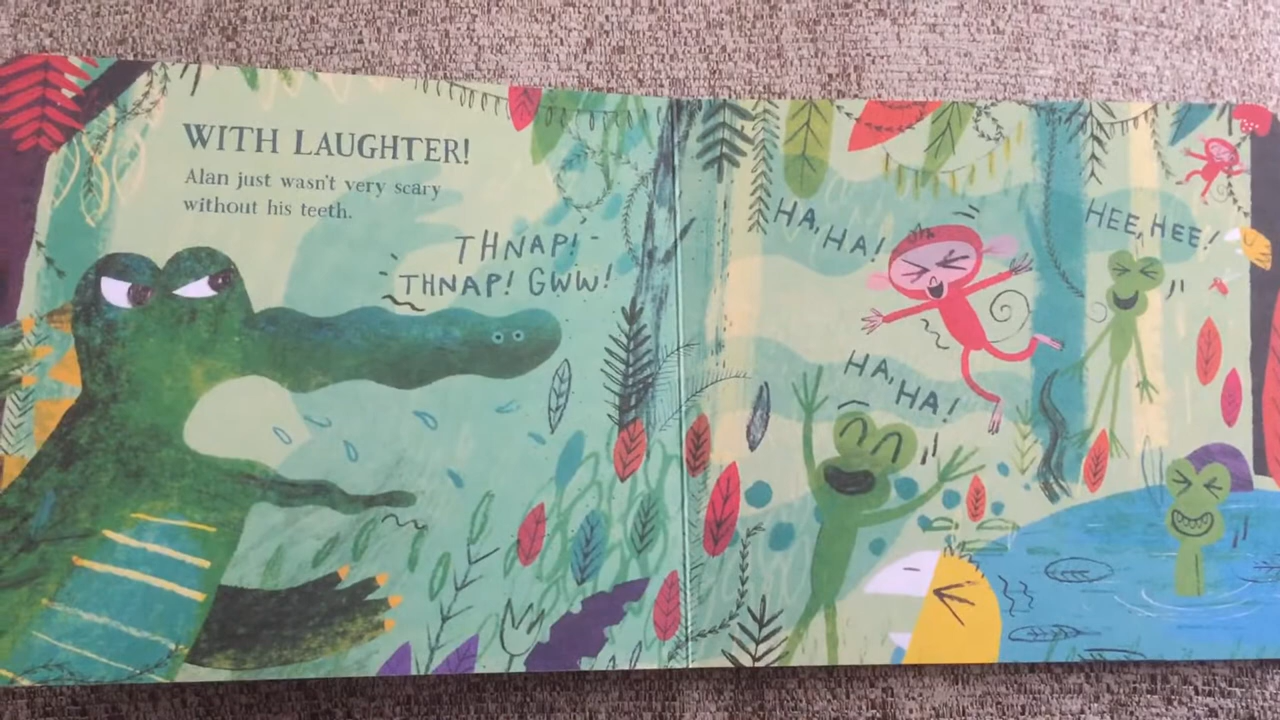 WITH LAUGHTER!
Alan just wasn't very scary
without his teeth.
THNAP!
THNAP! GWW!
HA, HA!
HEE, HEE!
HA,
HA!